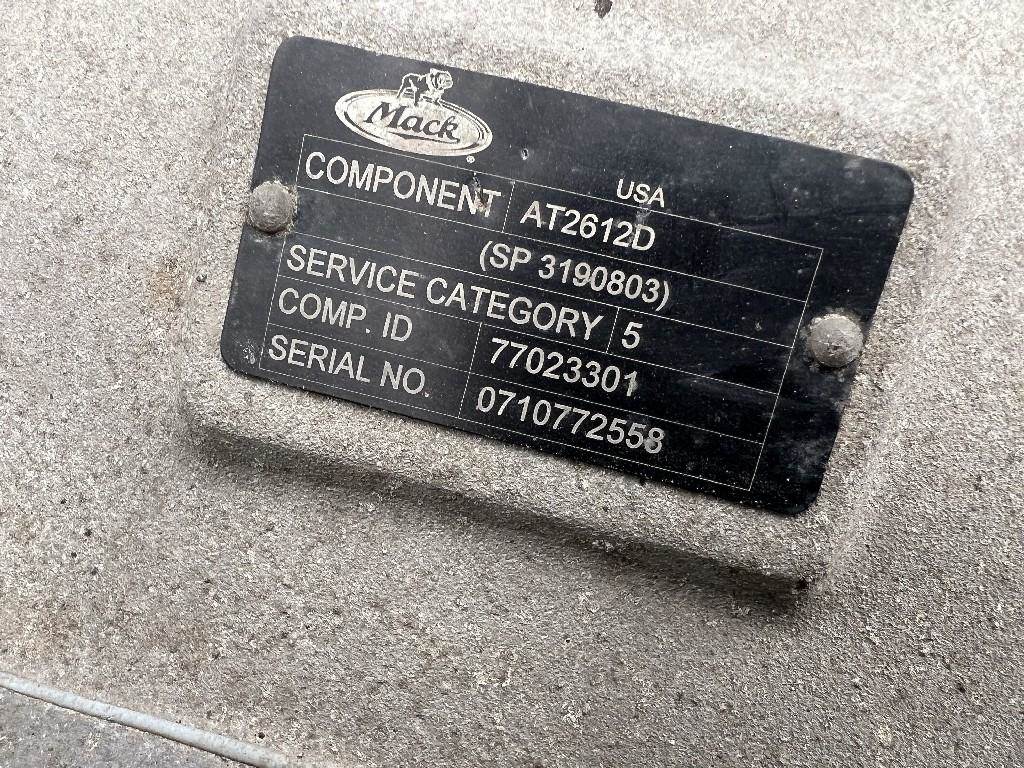 Mack
®
USA
COMPONENT AT2612D
(SP 3190803)
SERVICE CATEGORY 5
COMP. ID 77023301
SERIAL NO. 0710772558